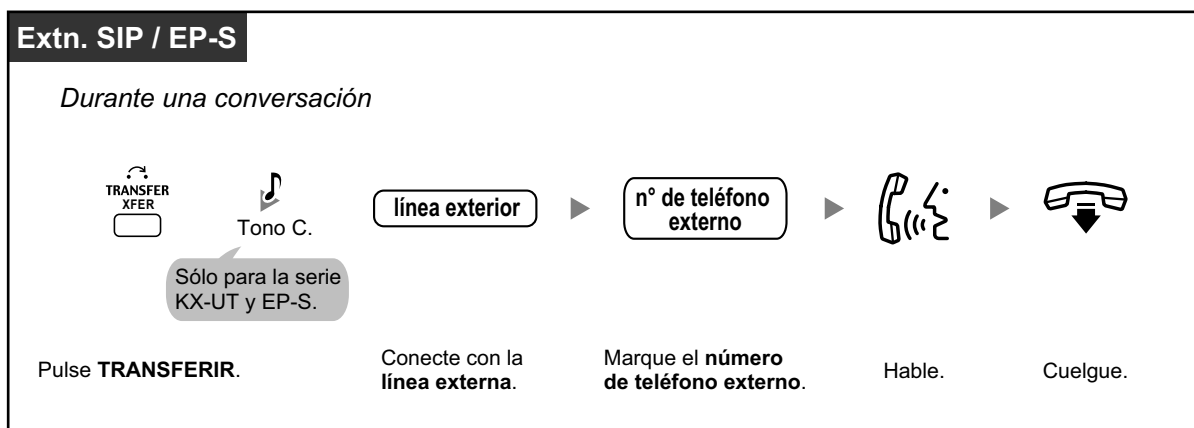 Extn. SIP / EP-S
Durante una conversación
TRANSFER
XFER
Tono C.
Sólo para la serie
KX-UT y EP-S.
línea exterior
n° de teléfono
externo
Pulse TRANSFERIR.
Conecte con la
línea externa.
Marque el número
de teléfono externo.
Hable.
Cuelgue.